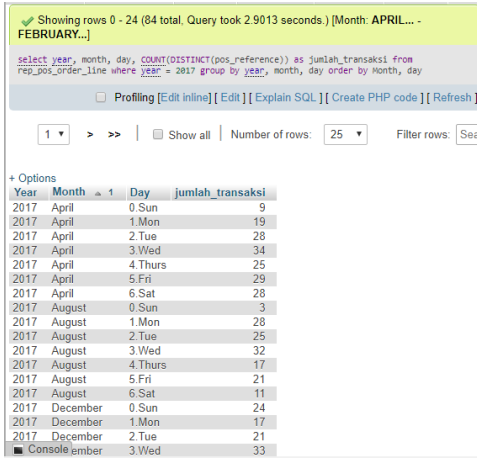 Showing rows 0 - 24 (84 total, Query took 2.9013 seconds.) [Month: APRIL... -
FEBRUARY...]
select year, month, day, COUNT(DISTINCT(pos_reference)) as jumlah_transaksi from
rep_pos_order_line where year = 2017 group by year, month, day order by Month, day
Profiling [Edit inline] [ Edit ] [ Explain SQL ] [ Create PHP code ] [ Refresh ]
1 > >> Show all Number of rows: 25 Filter rows: Sea
+ Options
Year Month 1 Day jumlah_transaksi
2017 April 0.Sun 9
2017 April 1.Mon 19
2017 April 2.Tue 28
2017 April 3.Wed 34
2017 April 4.Thurs 25
2017 April 5.Fri 29
2017 April 6.Sat 28
2017 August 0.Sun 3
2017 August 1.Mon 28
2017 August 2.Tue 25
2017 August 3.Wed 32
2017 August 4.Thurs 17
2017 August 5.Fri 21
2017 August 6.Sat 11
2017 December 0.Sun 24
2017 December 1.Mon 17
2017 December 2.Tue 21
Console ember 3.Wed 33